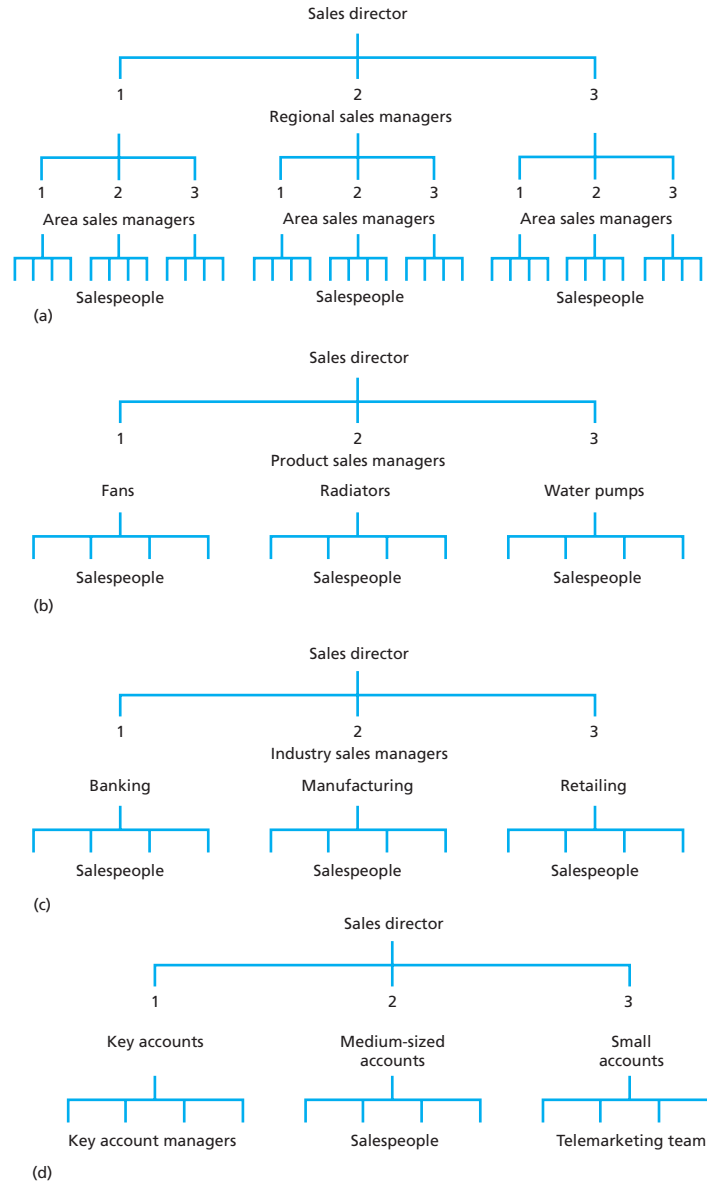 Sales director
1 2 3
Regional sales managers
1 2 3 1 2 3 1 2 3
Area sales managers Area sales managers Area sales managers
Salespeople Salespeople Salespeople
(a)
Sales director
1 2 3
Product sales managers
Fans Radiators Water pumps
Salespeople Salespeople Salespeople
(b)
Sales director
1 2 3
Industry sales managers
Banking Manufacturing Retailing
Salespeople Salespeople Salespeople
(c)
Sales director
1 2 3
Key accounts Medium-sized Small
accounts accounts
Key account managers Salespeople Telemarketing team
(d)